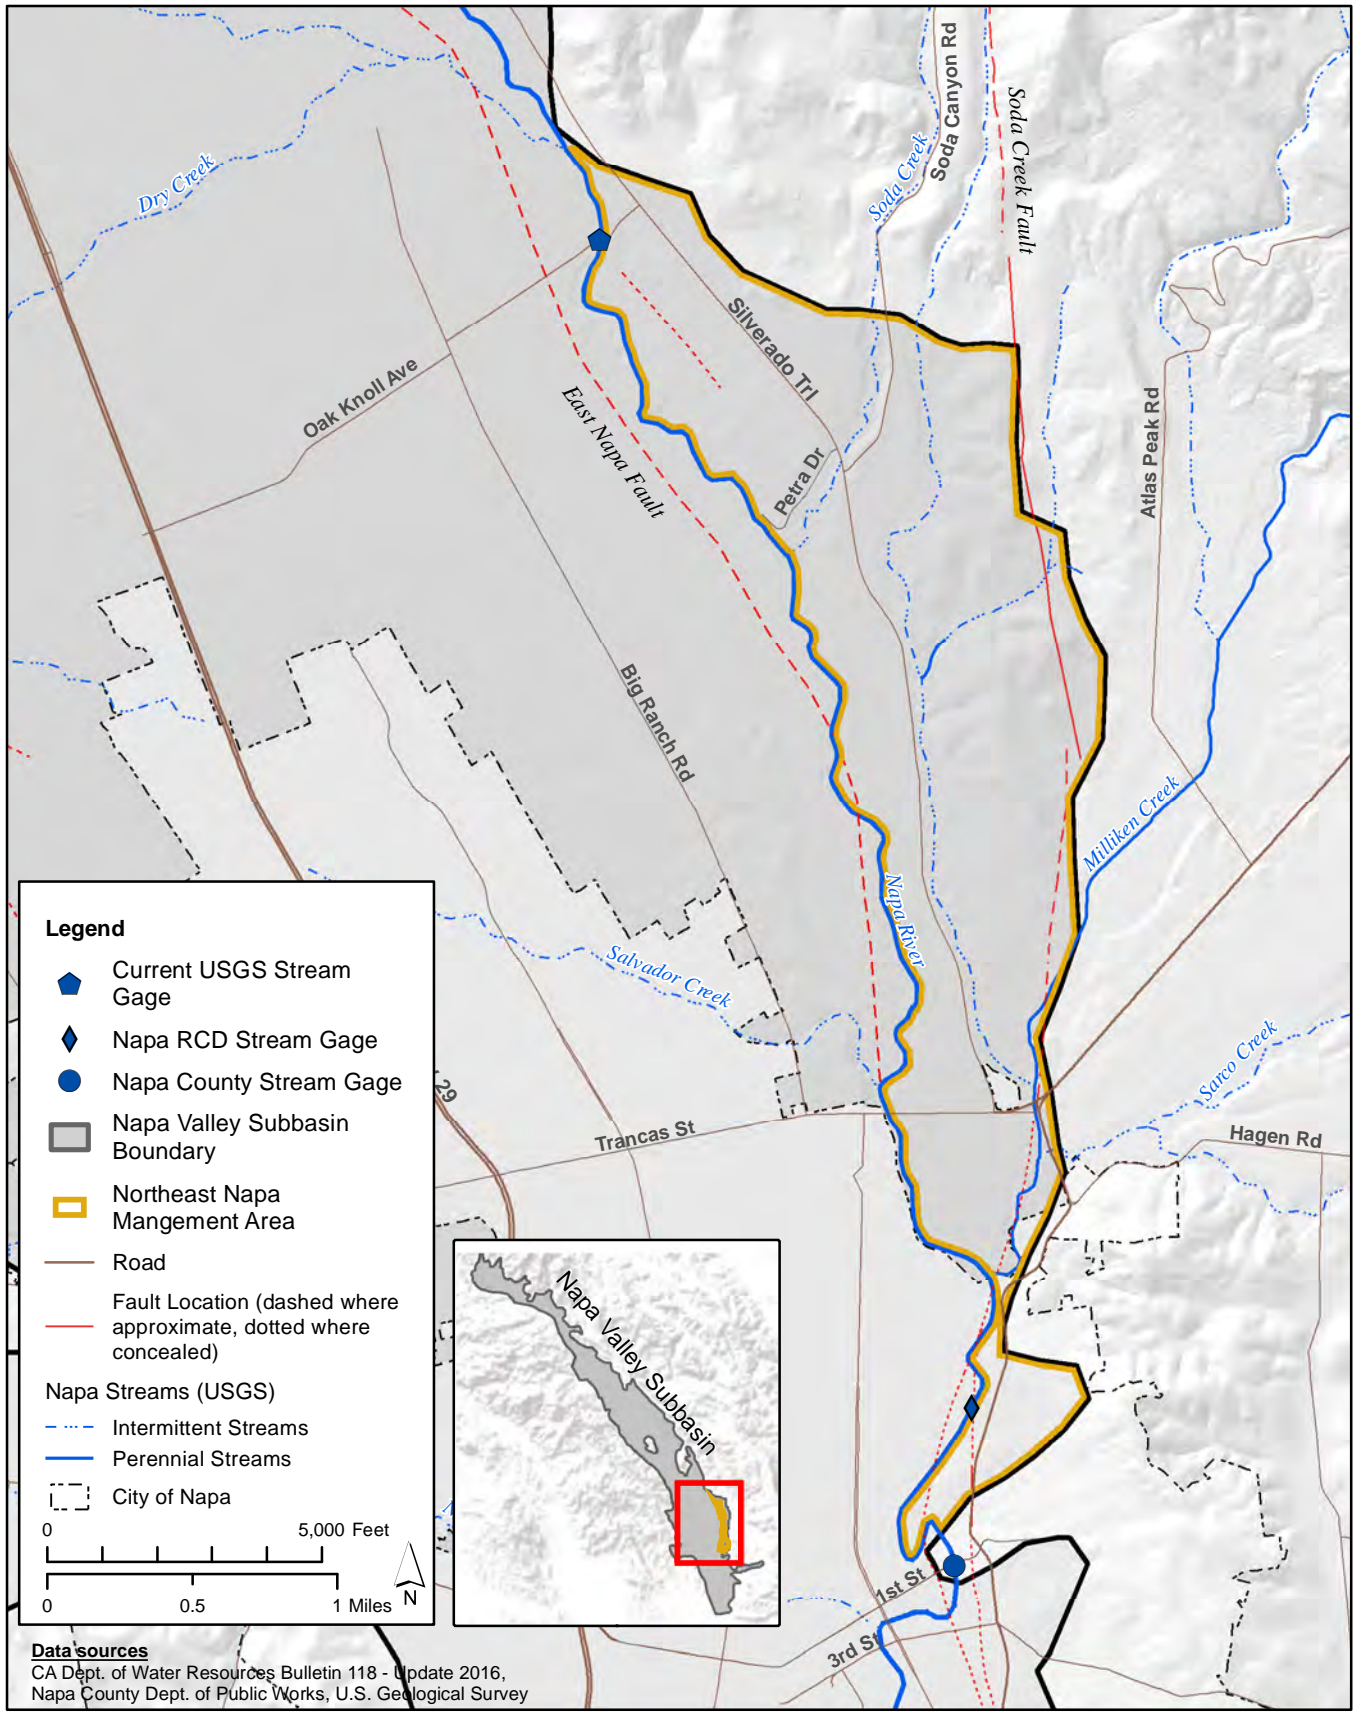 Soda Canyon Rd
Soda Creek Fault
Soda Creek
Dry Creek
Silverado Trl
Oak Knoll Ave
East Napa Fault
Petra Dr
Atlas Peak Rd
Big Ranch Rd
Milliken Creek
Napa River
Salvador Creek
Sarco Creek
29
Trancas St
Hagen Rd
1st St
3rd St
Napa Valley Subbasin
Legend
Current USGS Stream
Gage
Napa RCD Stream Gage
Napa County Stream Gage
Napa Valley Subbasin
Boundary
Northeast Napa
Mangement Area
Road
Fault Location (dashed where
approximate, dotted where
concealed)
Napa Streams (USGS)
Intermittent Streams
Perennial Streams
City of Napa
0 5,000 Feet
0 0.5 1 Miles
N
Data sources
CA Dept. of Water Resources Bulletin 118 - Update 2016,
Napa County Dept. of Public Works, U.S. Geological Survey